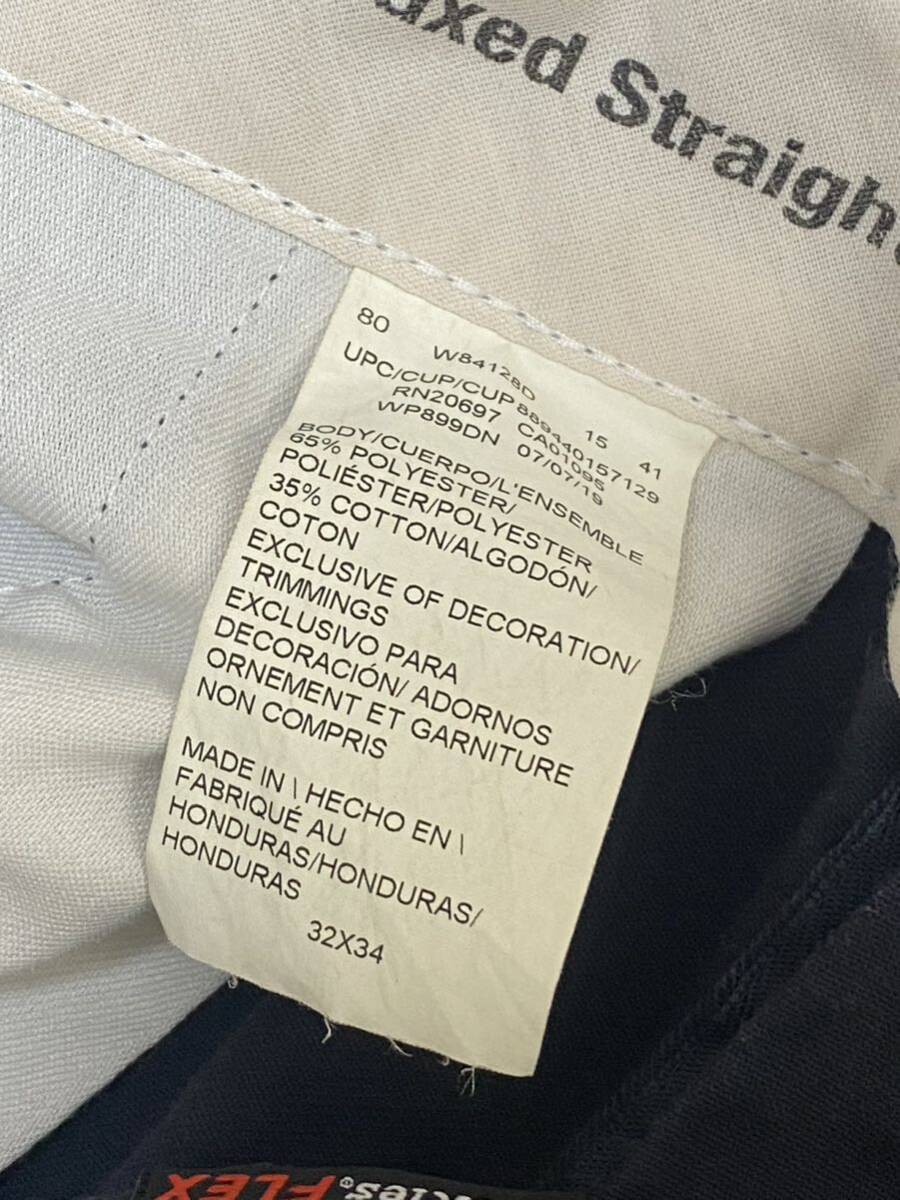 xed Straigh
80 W84128D 15 41
UPC/CUP/CUP 889440157129
RN20697 CA01095
WP899DN 07/07/19
BODY/CUERPO/L'ENSEMBLE
65% POLYESTER/
POLIÉSTER/POLYESTER
35% COTTON/ALGODÓN/
COTON
EXCLUSIVE OF DECORATION/
TRIMMINGS
EXCLUSIVO PARA
DECORACIÓN/ ADORNOS
ORNEMENT ET GARNITURE
NON COMPRIS
MADE IN \ HECHO EN \
FABRIQUÉ AU
HONDURAS/HONDURAS/
HONDURAS
32X34
kies® FLEX